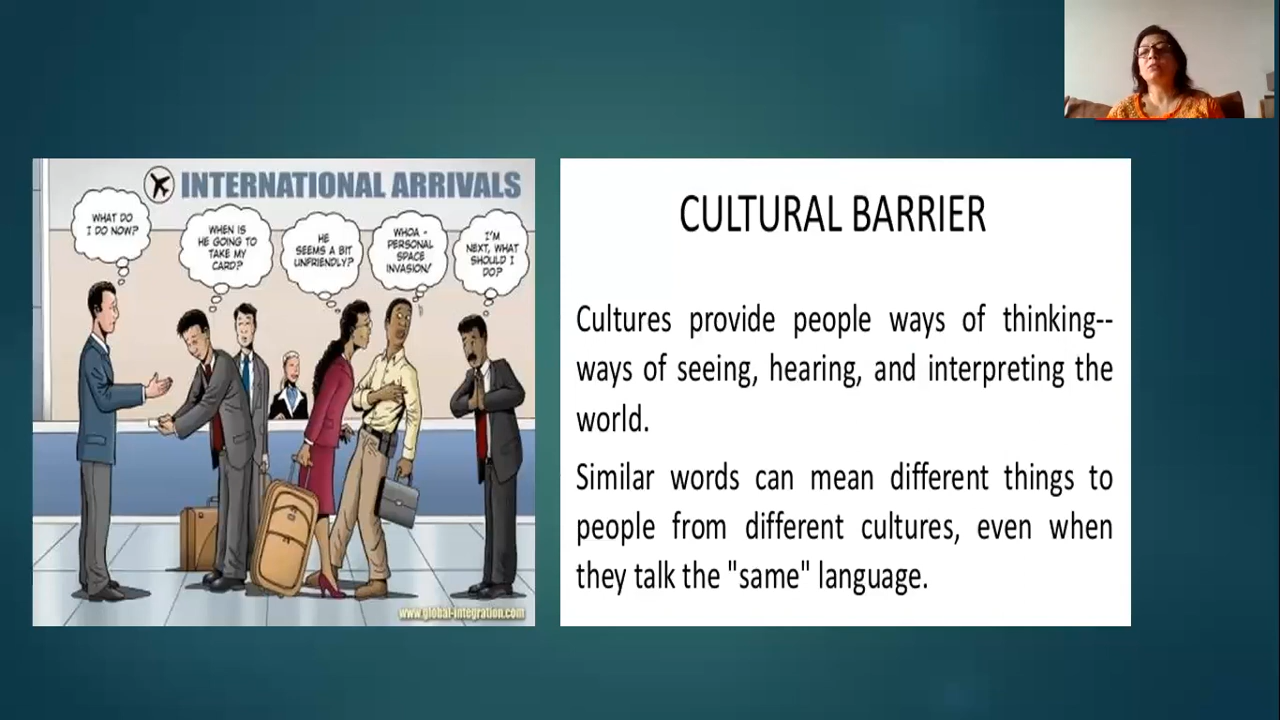 INTERNATIONAL ARRIVALS
WHAT DO
I DO NOW?
WHEN IS
HE GOING TO
TAKE MY
CARD?
HE
SEEMS A BIT
UNFRIENDLY?
WHOA -
PERSONAL
SPACE
INVASION!
I'M
NEXT, WHAT
SHOULD I
DO?
www.global-integration.com
CULTURAL BARRIER
Cultures provide people ways of thinking--
ways of seeing, hearing, and interpreting the
world.
Similar words can mean different things to
people from different cultures, even when
they talk the "same" language.